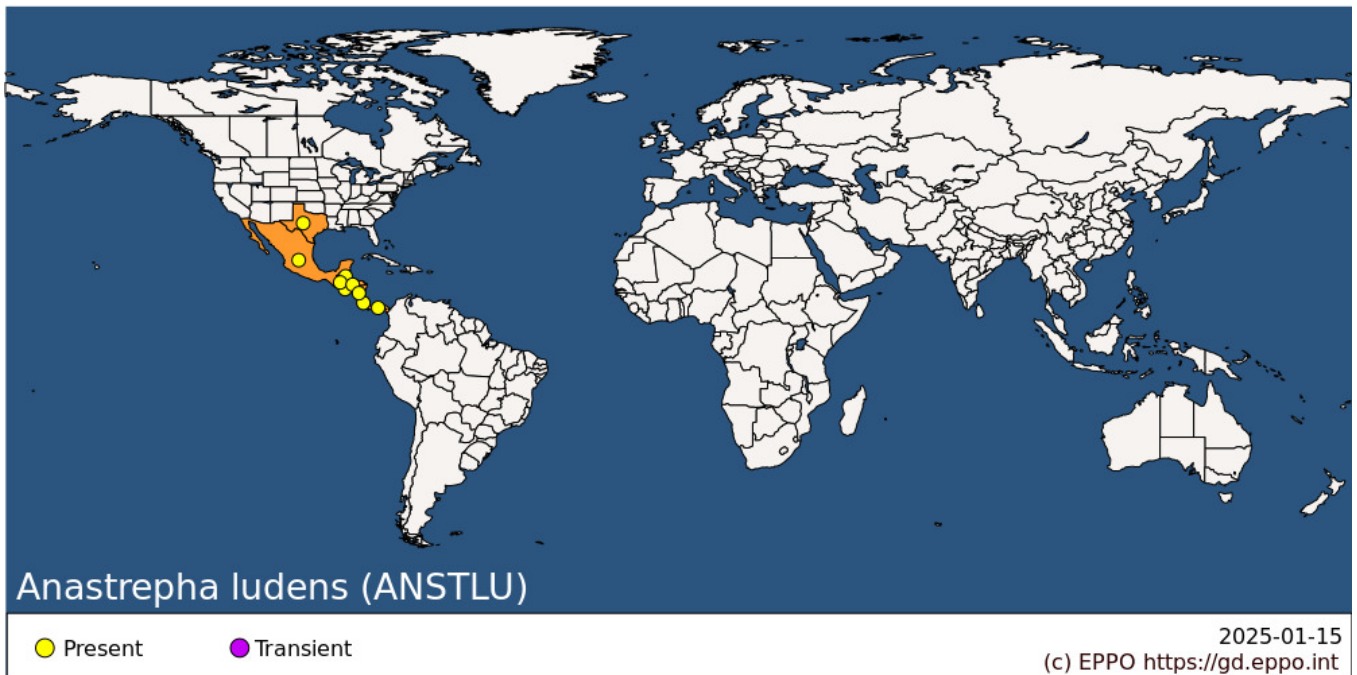 Anastrepha ludens (ANSTLU)
Present
Transient
2025-01-15
(c) EPPO https://gd.eppo.int